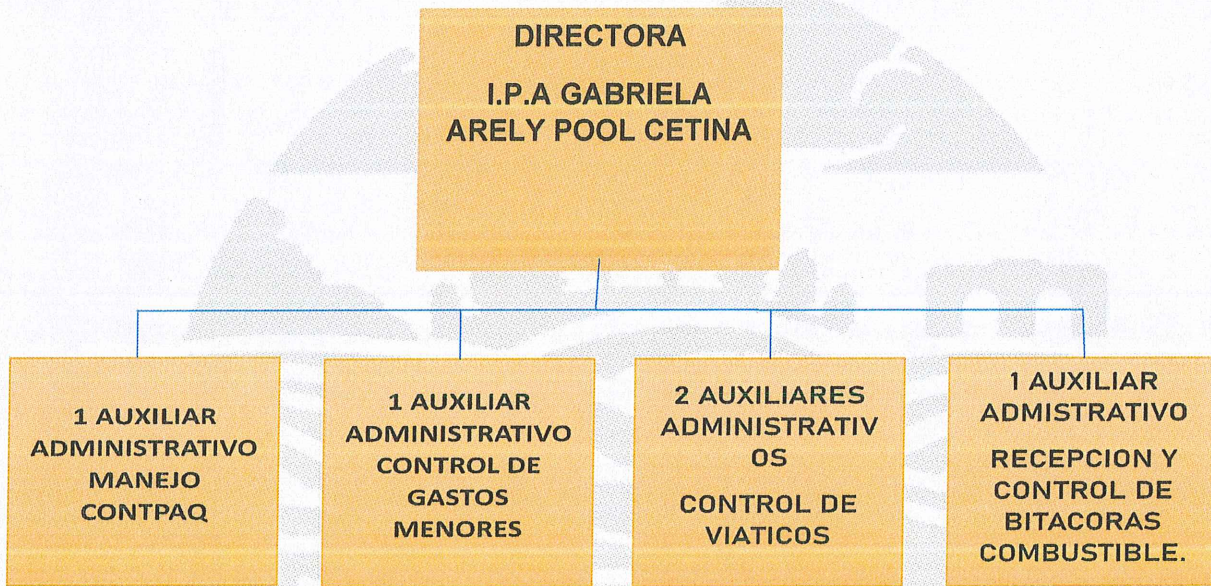 DIRECTORA
I.P.A GABRIELA
ARELY POOL CETINA
1 AUXILIAR
ADMINISTRATIVO
MANEJO
CONTPAQ
1 AUXILIAR
ADMINISTRATIVO
CONTROL DE
GASTOS
MENORES
2 AUXILIARES
ADMINISTRATIV
OS
CONTROL DE
VIATICOS
1 AUXILIAR
ADMISTRATIVO
RECEPCION Y
CONTROL DE
BITACORAS
COMBUSTIBLE.